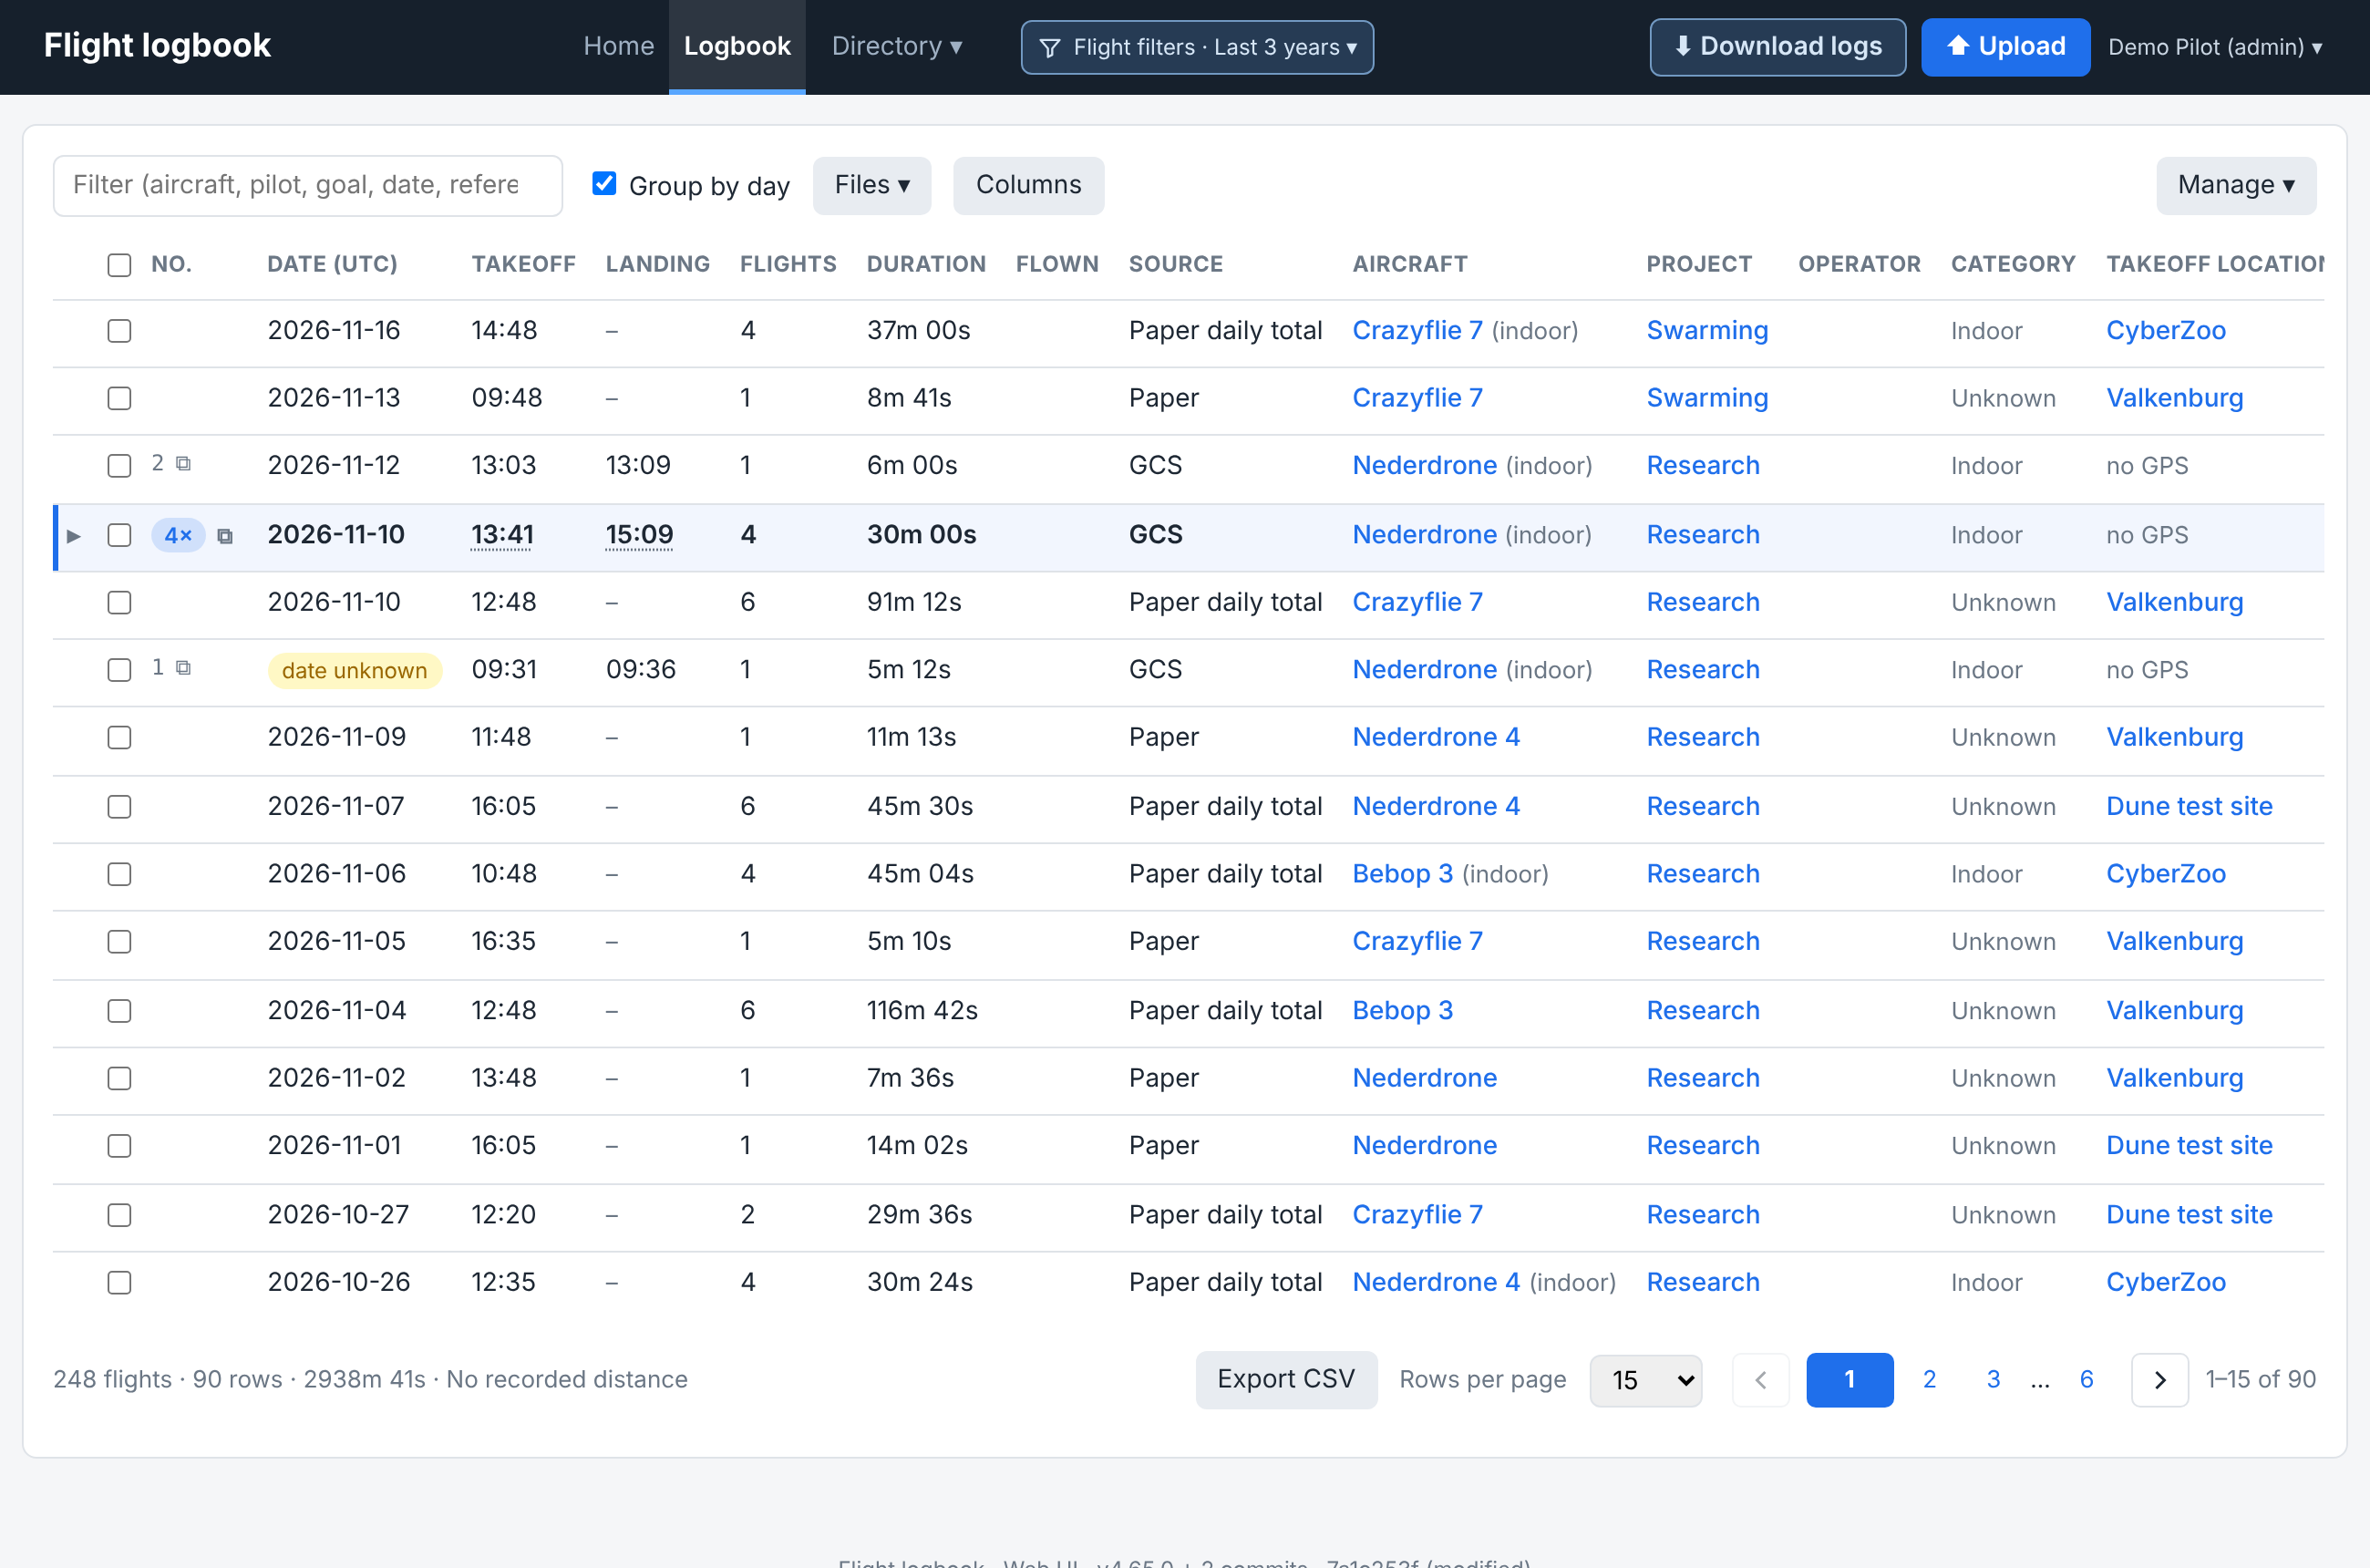 Flight logbook Home Logbook Directory ▾ Flight filters · Last 3 years ▾ ⬇ Download logs ⬆ Upload Demo Pilot (admin) ▾
Filter (aircraft, pilot, goal, date, refere Group by day Files ▾ Columns Manage ▾
NO. DATE (UTC) TAKEOFF LANDING FLIGHTS DURATION FLOWN SOURCE AIRCRAFT PROJECT OPERATOR CATEGORY TAKEOFF LOCATION
2026-11-16 14:48 – 4 37m 00s Paper daily total Crazyflie 7 (indoor) Swarming Indoor CyberZoo
2026-11-13 09:48 – 1 8m 41s Paper Crazyflie 7 Swarming Unknown Valkenburg
2 ⧉ 2026-11-12 13:03 13:09 1 6m 00s GCS Nederdrone (indoor) Research Indoor no GPS
▶ 4× ⧉ 2026-11-10 13:41 15:09 4 30m 00s GCS Nederdrone (indoor) Research Indoor no GPS
2026-11-10 12:48 – 6 91m 12s Paper daily total Crazyflie 7 Research Unknown Valkenburg
1 ⧉ date unknown 09:31 09:36 1 5m 12s GCS Nederdrone (indoor) Research Indoor no GPS
2026-11-09 11:48 – 1 11m 13s Paper Nederdrone 4 Research Unknown Valkenburg
2026-11-07 16:05 – 6 45m 30s Paper daily total Nederdrone 4 Research Unknown Dune test site
2026-11-06 10:48 – 4 45m 04s Paper daily total Bebop 3 (indoor) Research Indoor CyberZoo
2026-11-05 16:35 – 1 5m 10s Paper Crazyflie 7 Research Unknown Valkenburg
2026-11-04 12:48 – 6 116m 42s Paper daily total Bebop 3 Research Unknown Valkenburg
2026-11-02 13:48 – 1 7m 36s Paper Nederdrone Research Unknown Valkenburg
2026-11-01 16:05 – 1 14m 02s Paper Nederdrone Research Unknown Dune test site
2026-10-27 12:20 – 2 29m 36s Paper daily total Crazyflie 7 Research Unknown Dune test site
2026-10-26 12:35 – 4 30m 24s Paper daily total Nederdrone 4 (indoor) Research Indoor CyberZoo
248 flights · 90 rows · 2938m 41s · No recorded distance Export CSV Rows per page 15 1 2 3 … 6 1–15 of 90
Flight logbook · Web UI